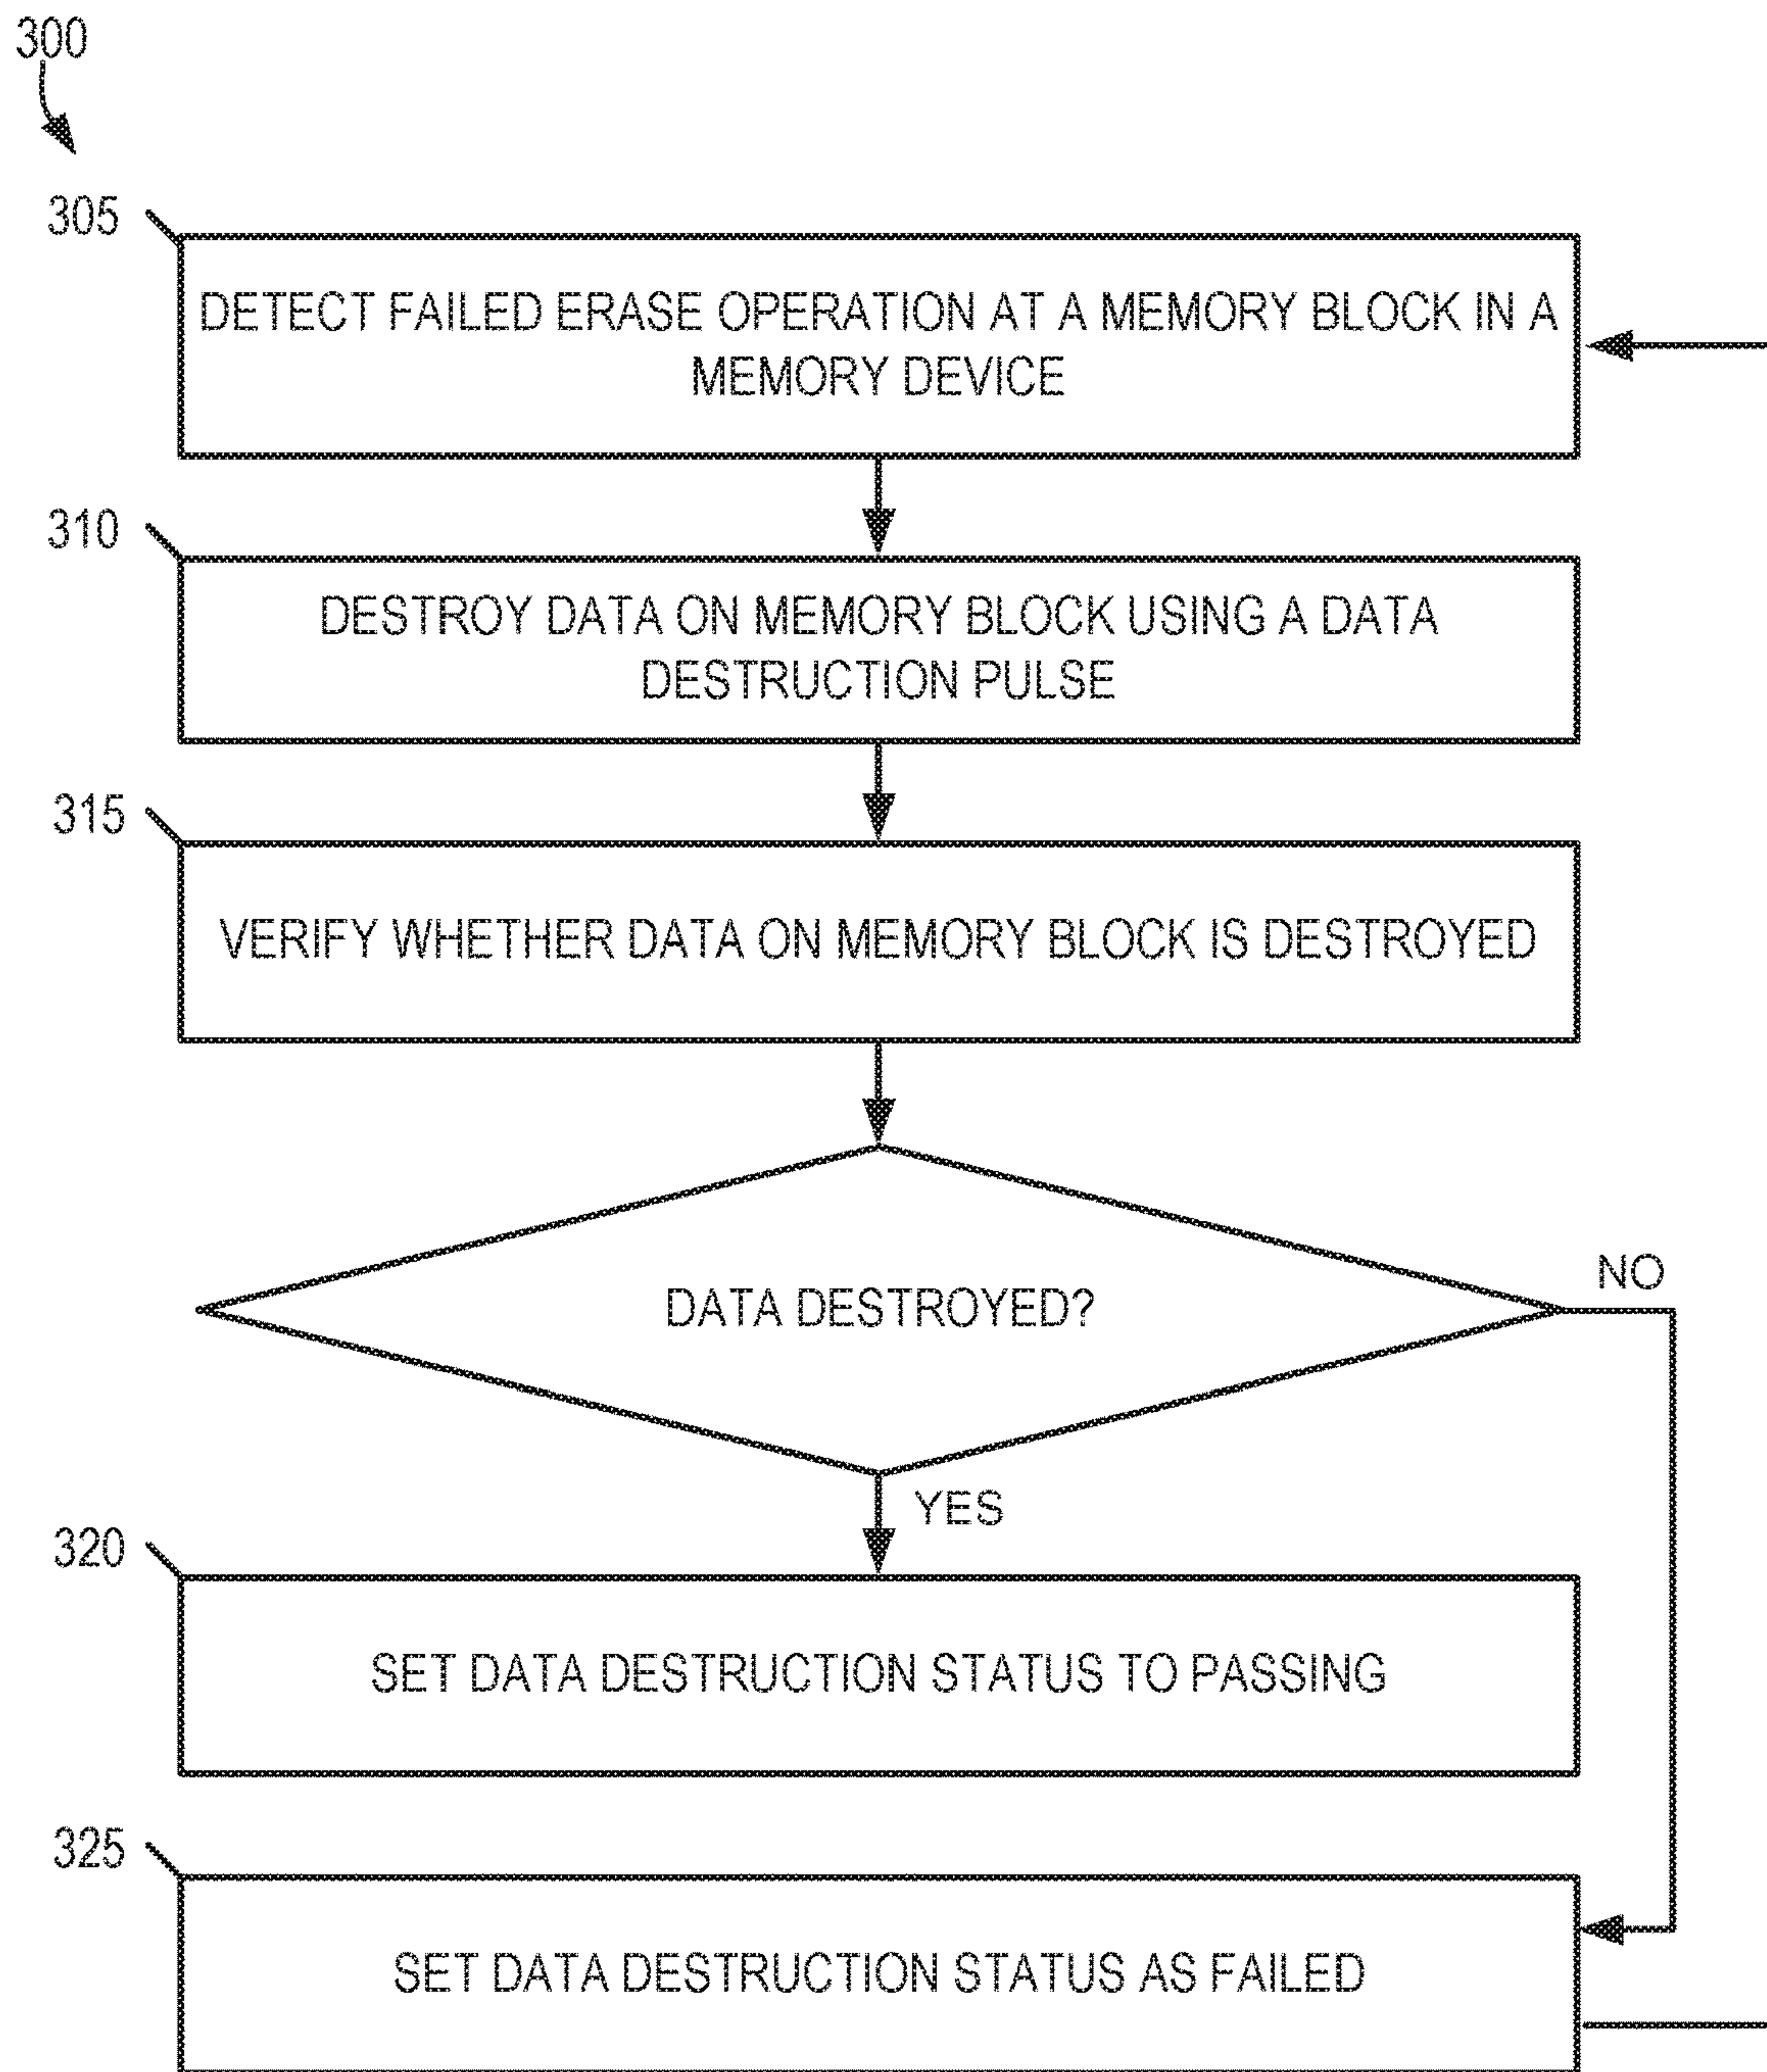 300
305
DETECT FAILED ERASE OPERATION AT A MEMORY BLOCK IN A
MEMORY DEVICE
310
DESTROY DATA ON MEMORY BLOCK USING A DATA
DESTRUCTION PULSE
315
VERIFY WHETHER DATA ON MEMORY BLOCK IS DESTROYED
DATA DESTROYED?
NO
YES
320
SET DATA DESTRUCTION STATUS TO PASSING
325
SET DATA DESTRUCTION STATUS AS FAILED